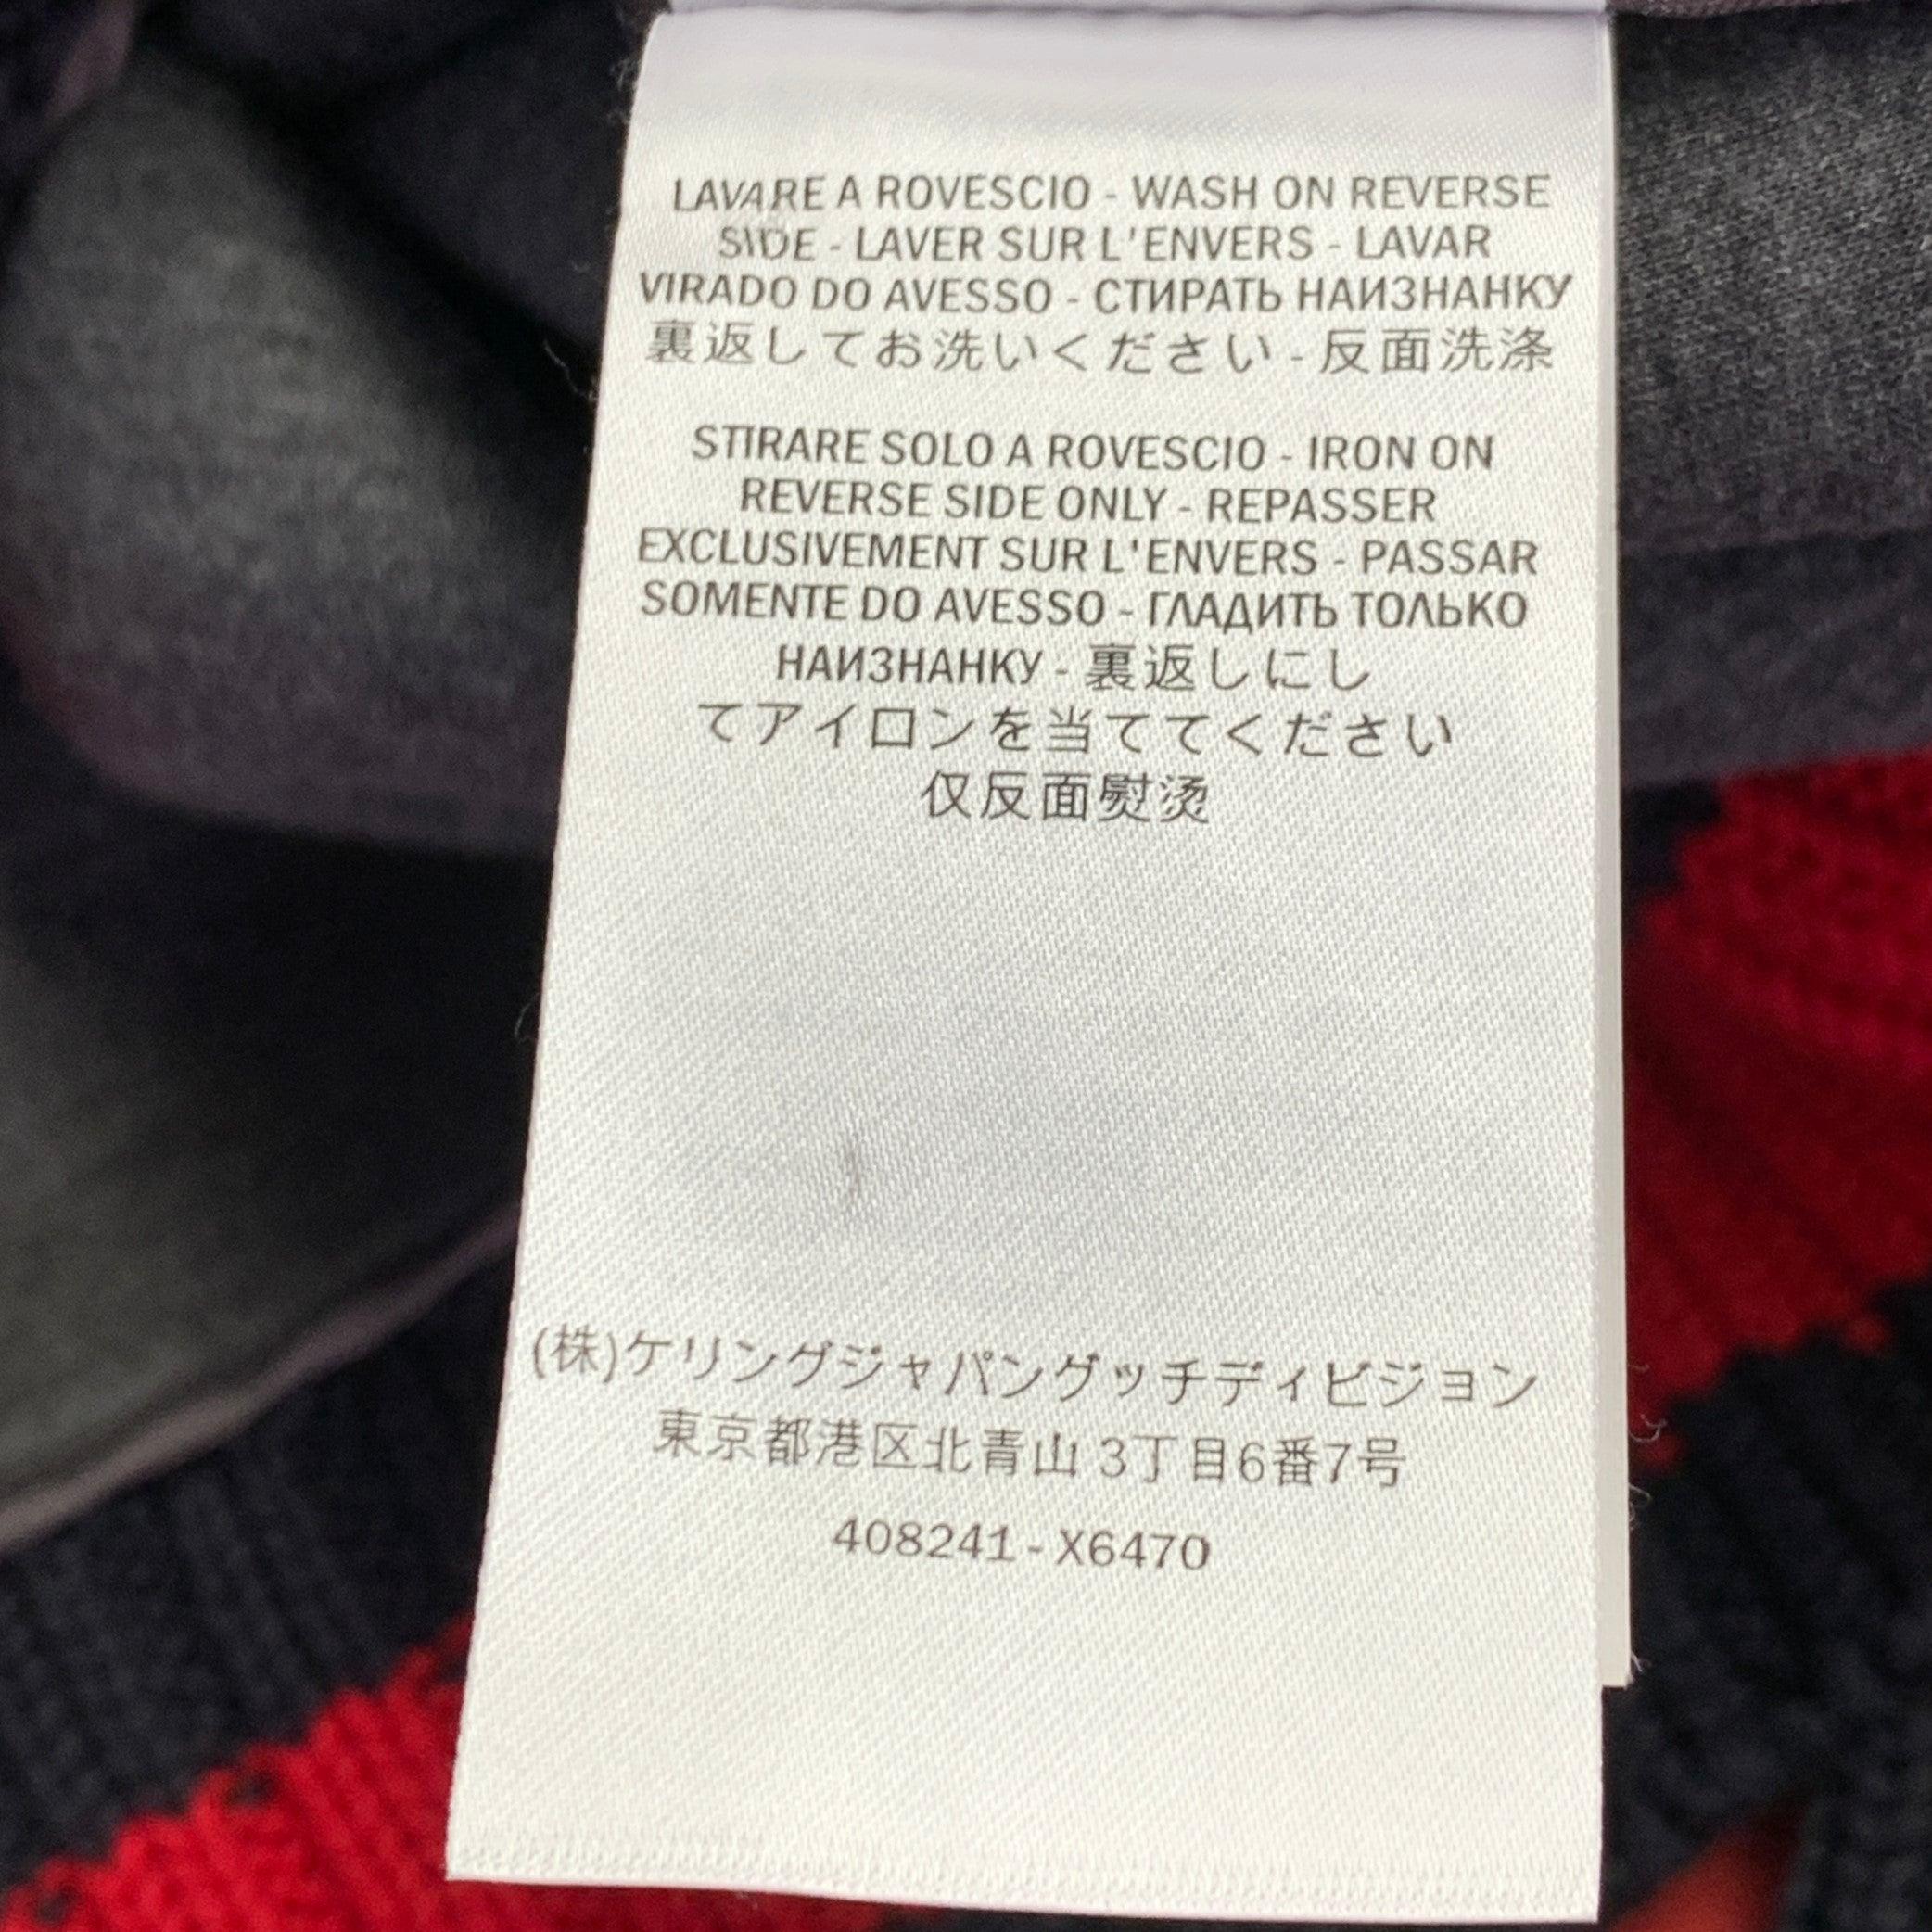 LAVARE A ROVESCIO - WASH ON REVERSE
SIDE - LAVER SUR L'ENVERS - LAVAR
VIRADO DO AVESSO - СТИРАТЬ НАИЗНАНКУ
裏返してお洗いください - 反面洗涤
STIRARE SOLO A ROVESCIO - IRON ON
REVERSE SIDE ONLY - REPASSER
EXCLUSIVEMENT SUR L'ENVERS - PASSAR
SOMENTE DO AVESSO - ГЛАДИТЬ ТОЛЬКО
НАИЗНАНКУ - 裏返しにし
てアイロンを当ててください
仅反面熨烫
(株)ケリングジャパングッチディビジョン
東京都港区北青山 3丁目6番7号
408241 - X6470